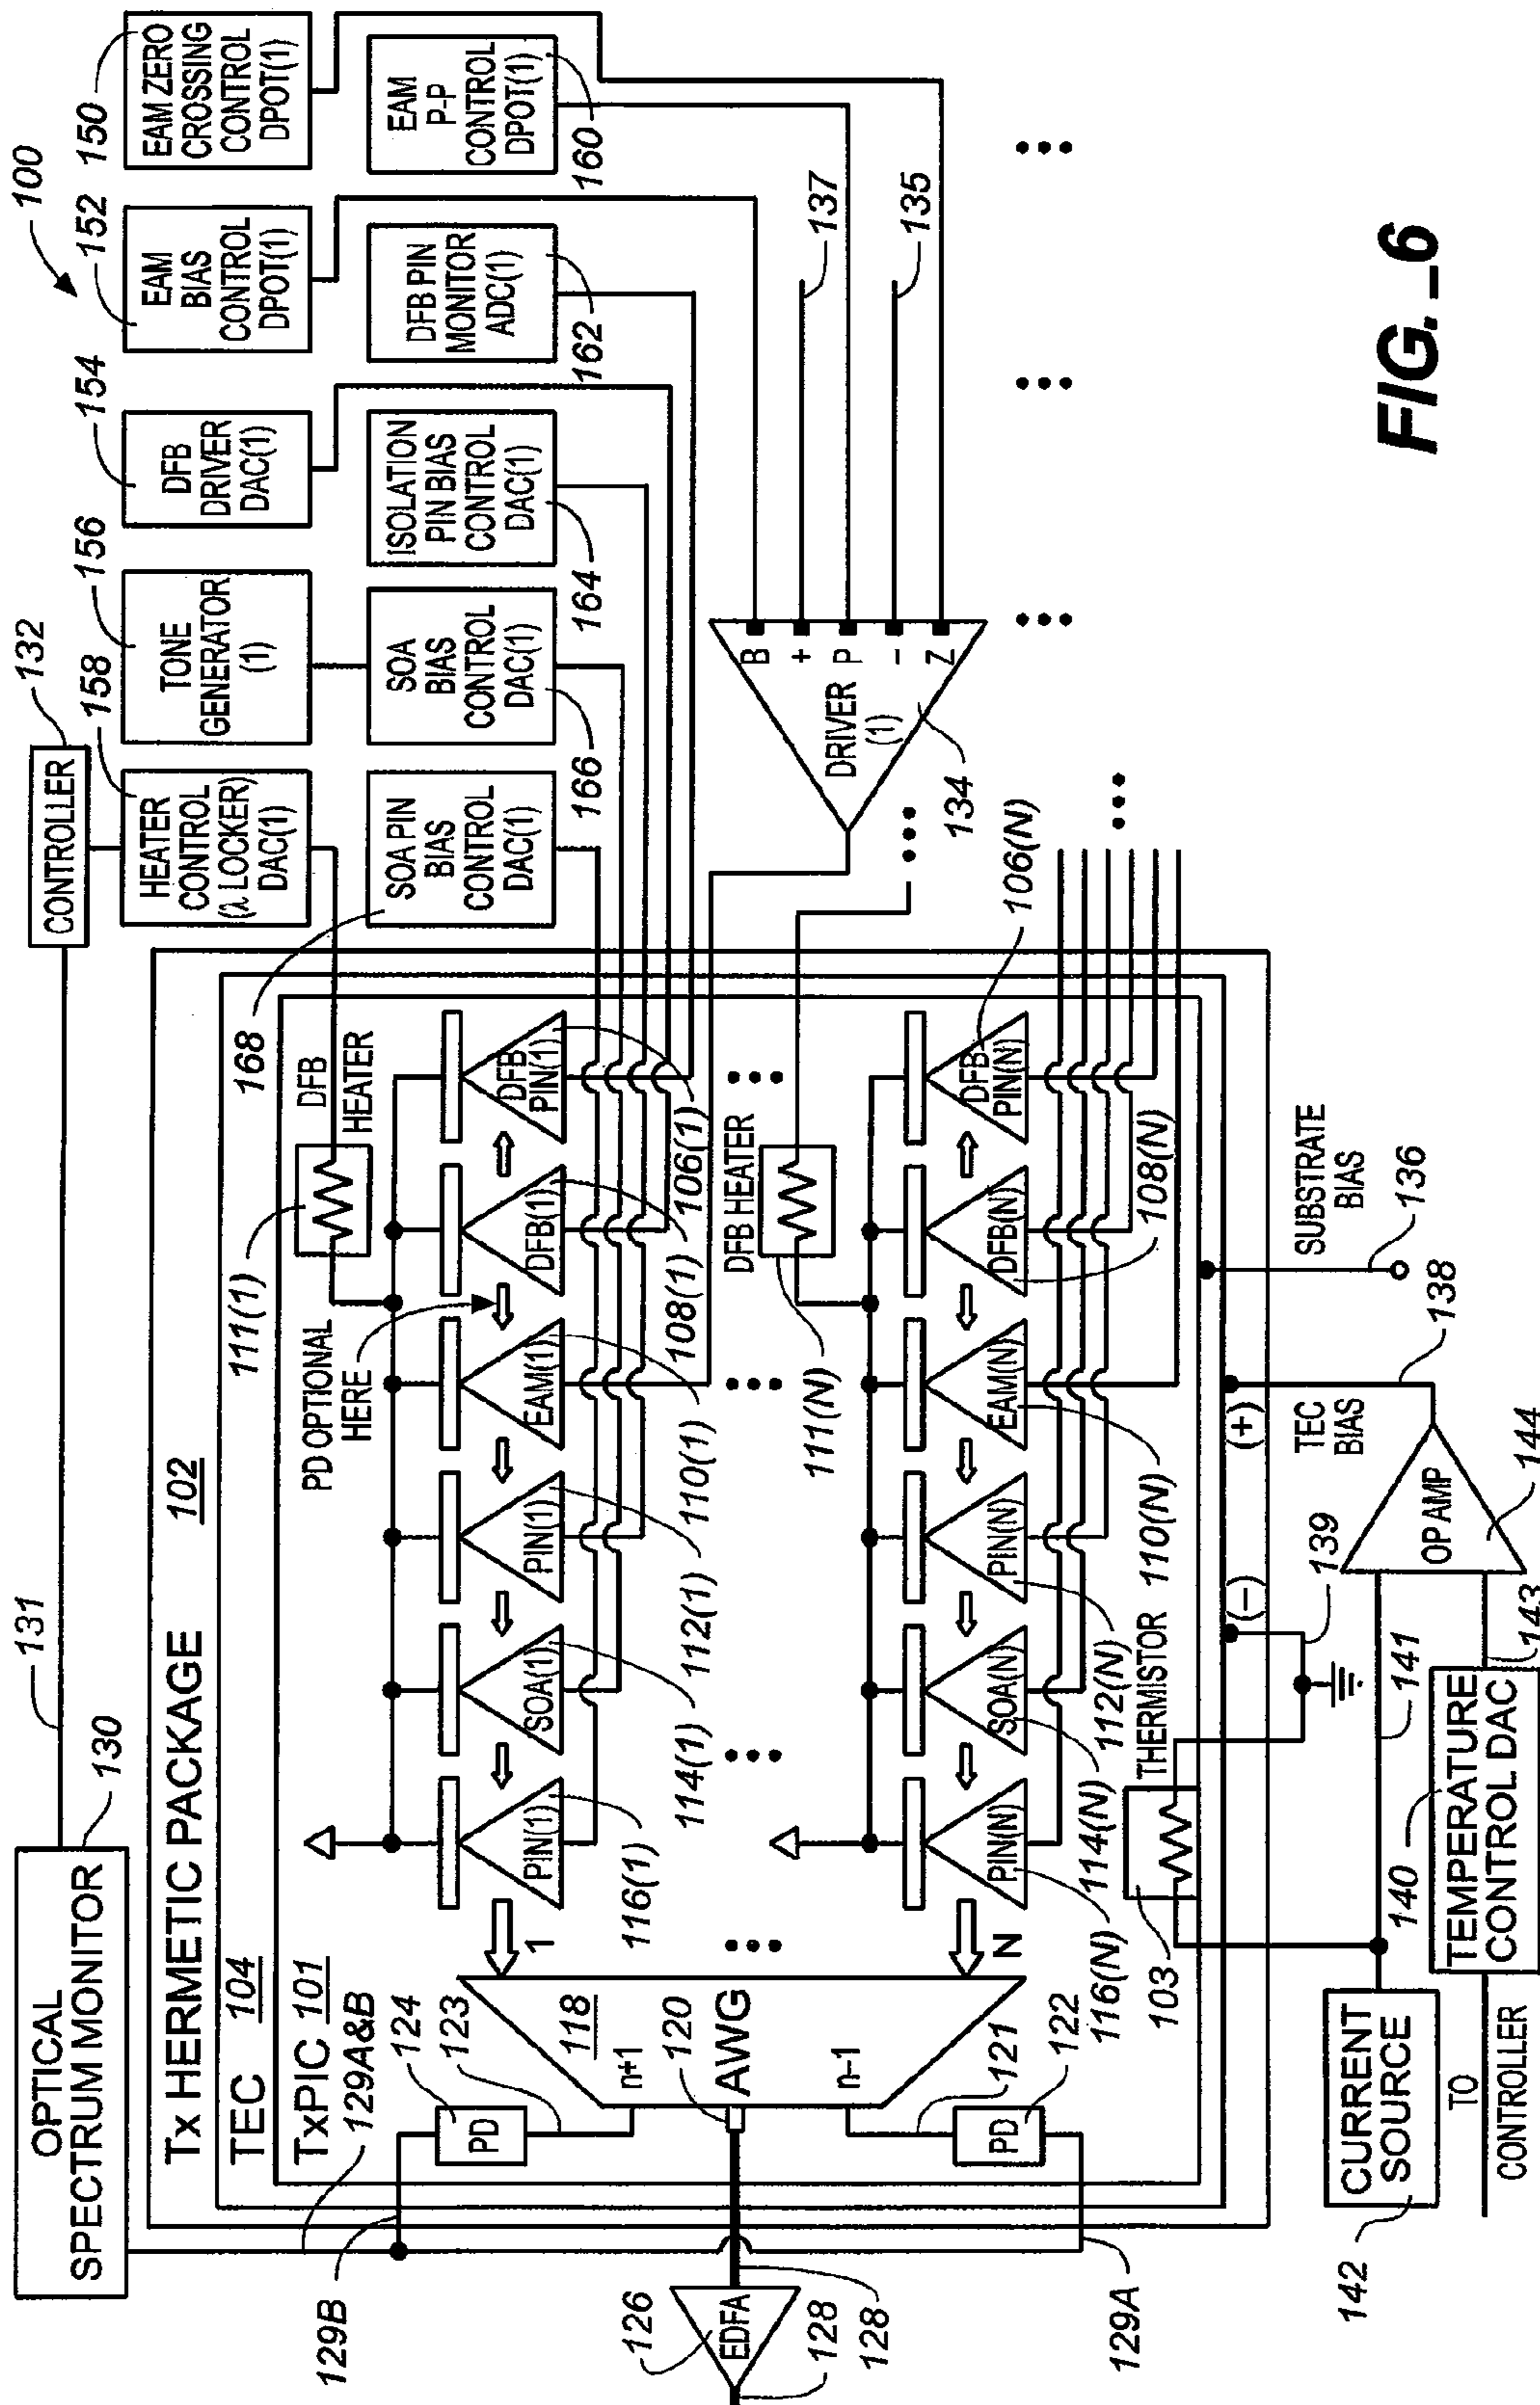 100
OPTICAL
SPECTRUM MONITOR
130
131
CONTROLLER
132
HEATER
CONTROL
(λ LOCKER)
DAC(1)
158
TONE
GENERATOR
(1)
156
DFB
DRIVER
DAC(1)
154
EAM
BIAS
CONTROL
DPOT(1)
152
EAM ZERO
CROSSING
CONTROL
DPOT(1)
150
SOA PIN
BIAS
CONTROL
DAC(1)
168
SOA
BIAS
CONTROL
DAC(1)
166
ISOLATION
PIN BIAS
CONTROL
DAC(1)
164
DFB PIN
MONITOR
ADC(1)
162
EAM
P-P
CONTROL
DPOT(1)
160
Tx HERMETIC PACKAGE 102
TEC 104
TxPIC 101
129A&B
129B
111(1)
DFB
HEATER
PD OPTIONAL
HERE
PD
124
123
PIN(1)
SOA(1)
PIN(1)
EAM(1)
DFB(1)
DFB
PIN(1)
1
116(1)
114(1)
112(1)
110(1)
108(1)
106(1)
118
n+1
AWG
n-1
120
126
EDFA
128
128
DFB HEATER
111(N)
DRIVER
(1)
B
+
P
-
Z
134
137
135
121
PD
122
129A
N
PIN(N)
SOA(N)
PIN(N)
EAM(N)
DFB(N)
DFB
PIN(N)
116(N)
114(N)
112(N)
110(N)
108(N)
106(N)
103
THERMISTOR
(-)
(+)
139
TEC
BIAS
138
SUBSTRATE
BIAS
136
CURRENT
SOURCE
142
141
140
TEMPERATURE
CONTROL DAC
143
OP AMP
144
TO
CONTROLLER
FIG._6